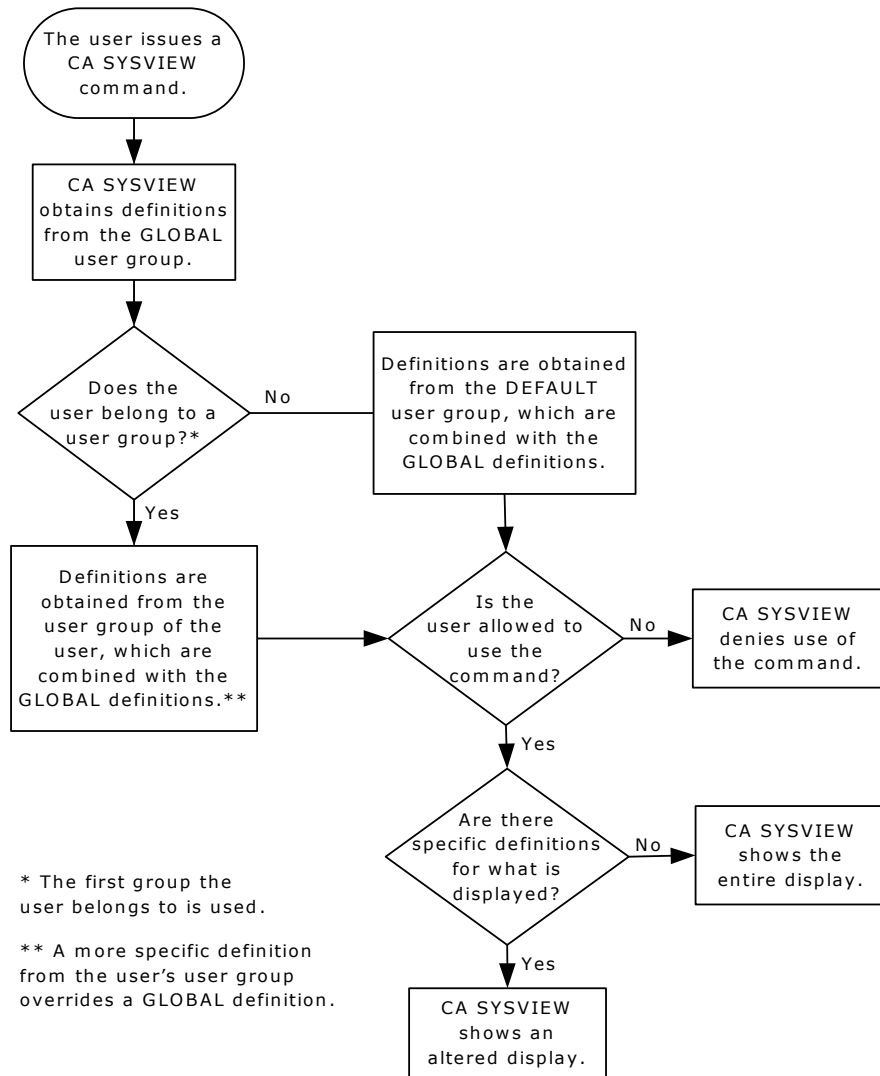 The user issues a
CA SYSVIEW
command.
CA SYSVIEW
obtains definitions
from the GLOBAL
user group.
Does the
user belong to a
user group?*
No
Definitions are obtained
from the DEFAULT
user group, which are
combined with the
GLOBAL definitions.
Yes
Definitions are
obtained from the
user group of the
user, which are
combined with the
GLOBAL definitions.**
Is the
user allowed to
use the
command?
No
CA SYSVIEW
denies use of
the command.
Yes
Are there
specific definitions
for what is
displayed?
No
CA SYSVIEW
shows the
entire display.
Yes
CA SYSVIEW
shows an
altered display.
* The first group the
user belongs to is used.
** A more specific definition
from the user's user group
overrides a GLOBAL definition.